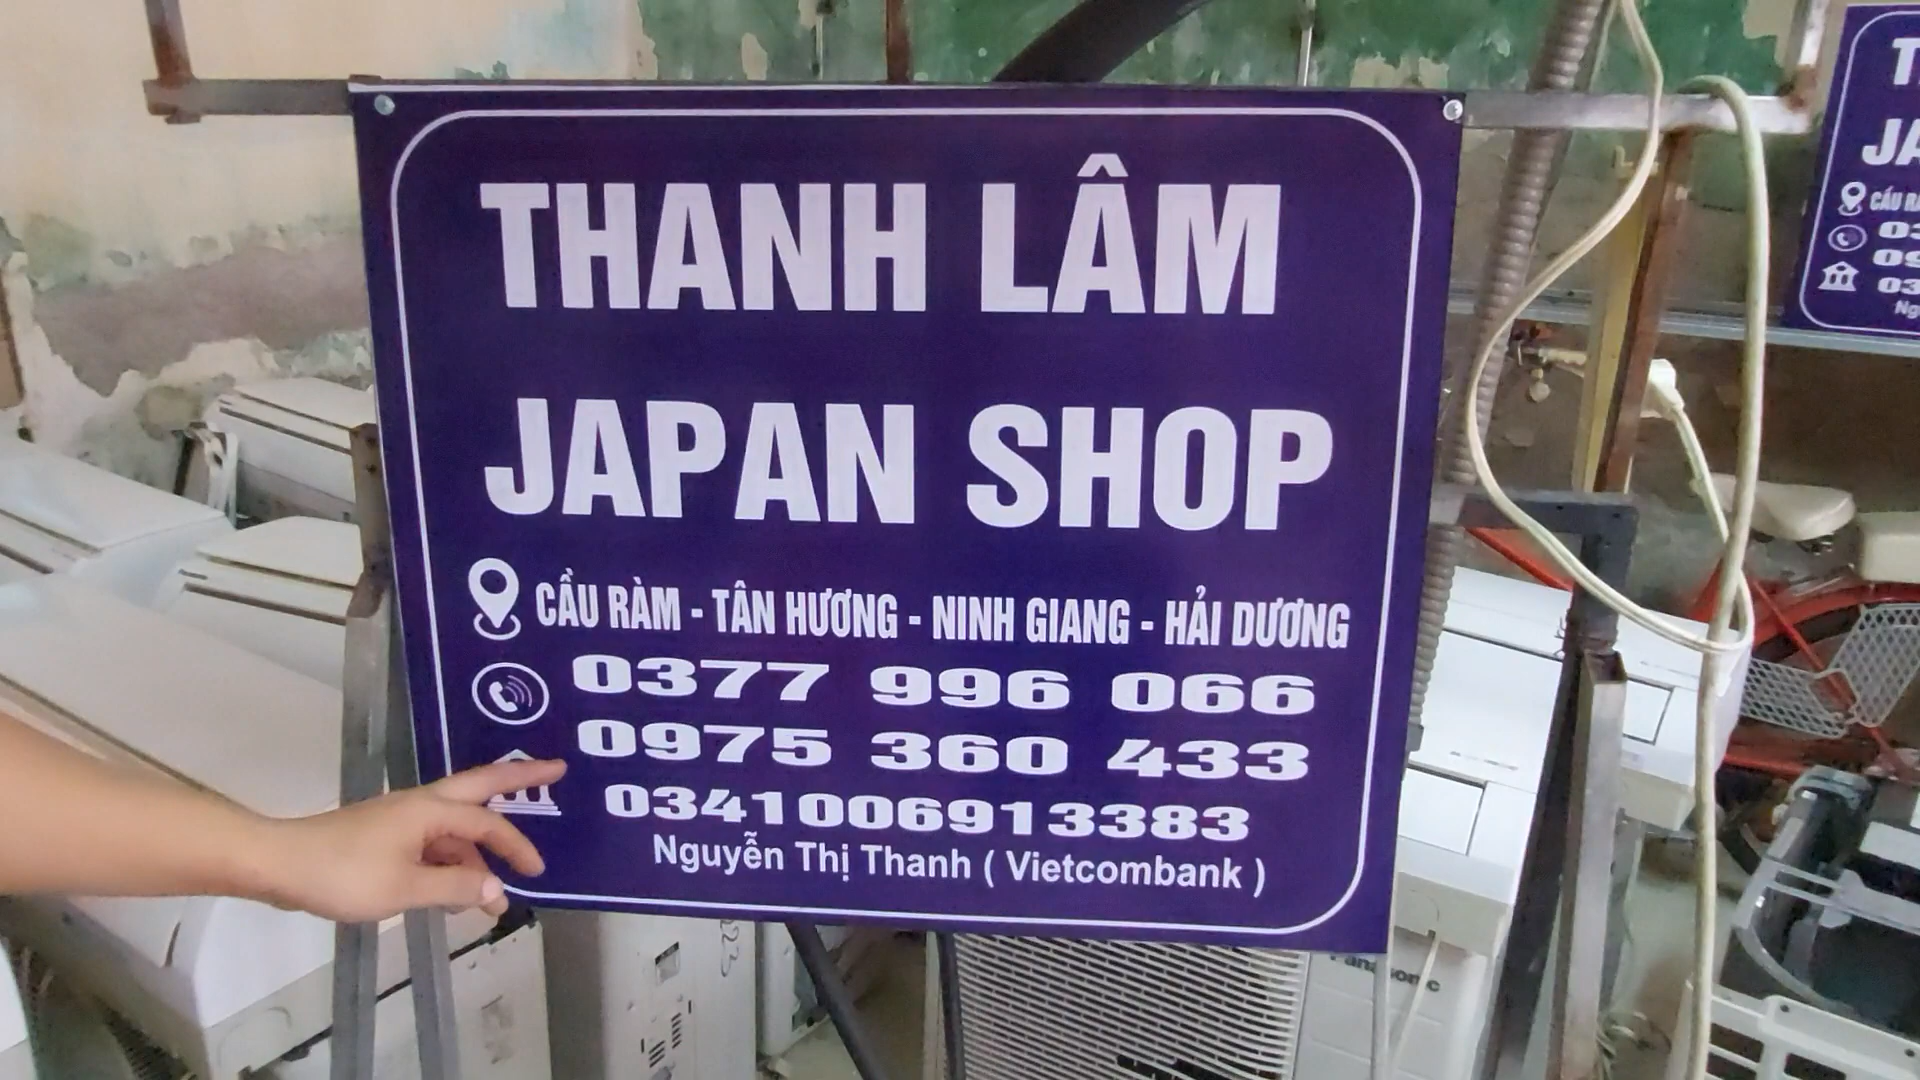 THANH LÂM
JAPAN SHOP
CẦU RÀM - TÂN HƯƠNG - NINH GIANG - HẢI DƯƠNG
0377 996 066
0975 360 433
0341006913383
Nguyễn Thị Thanh ( Vietcombank )
Panasonic